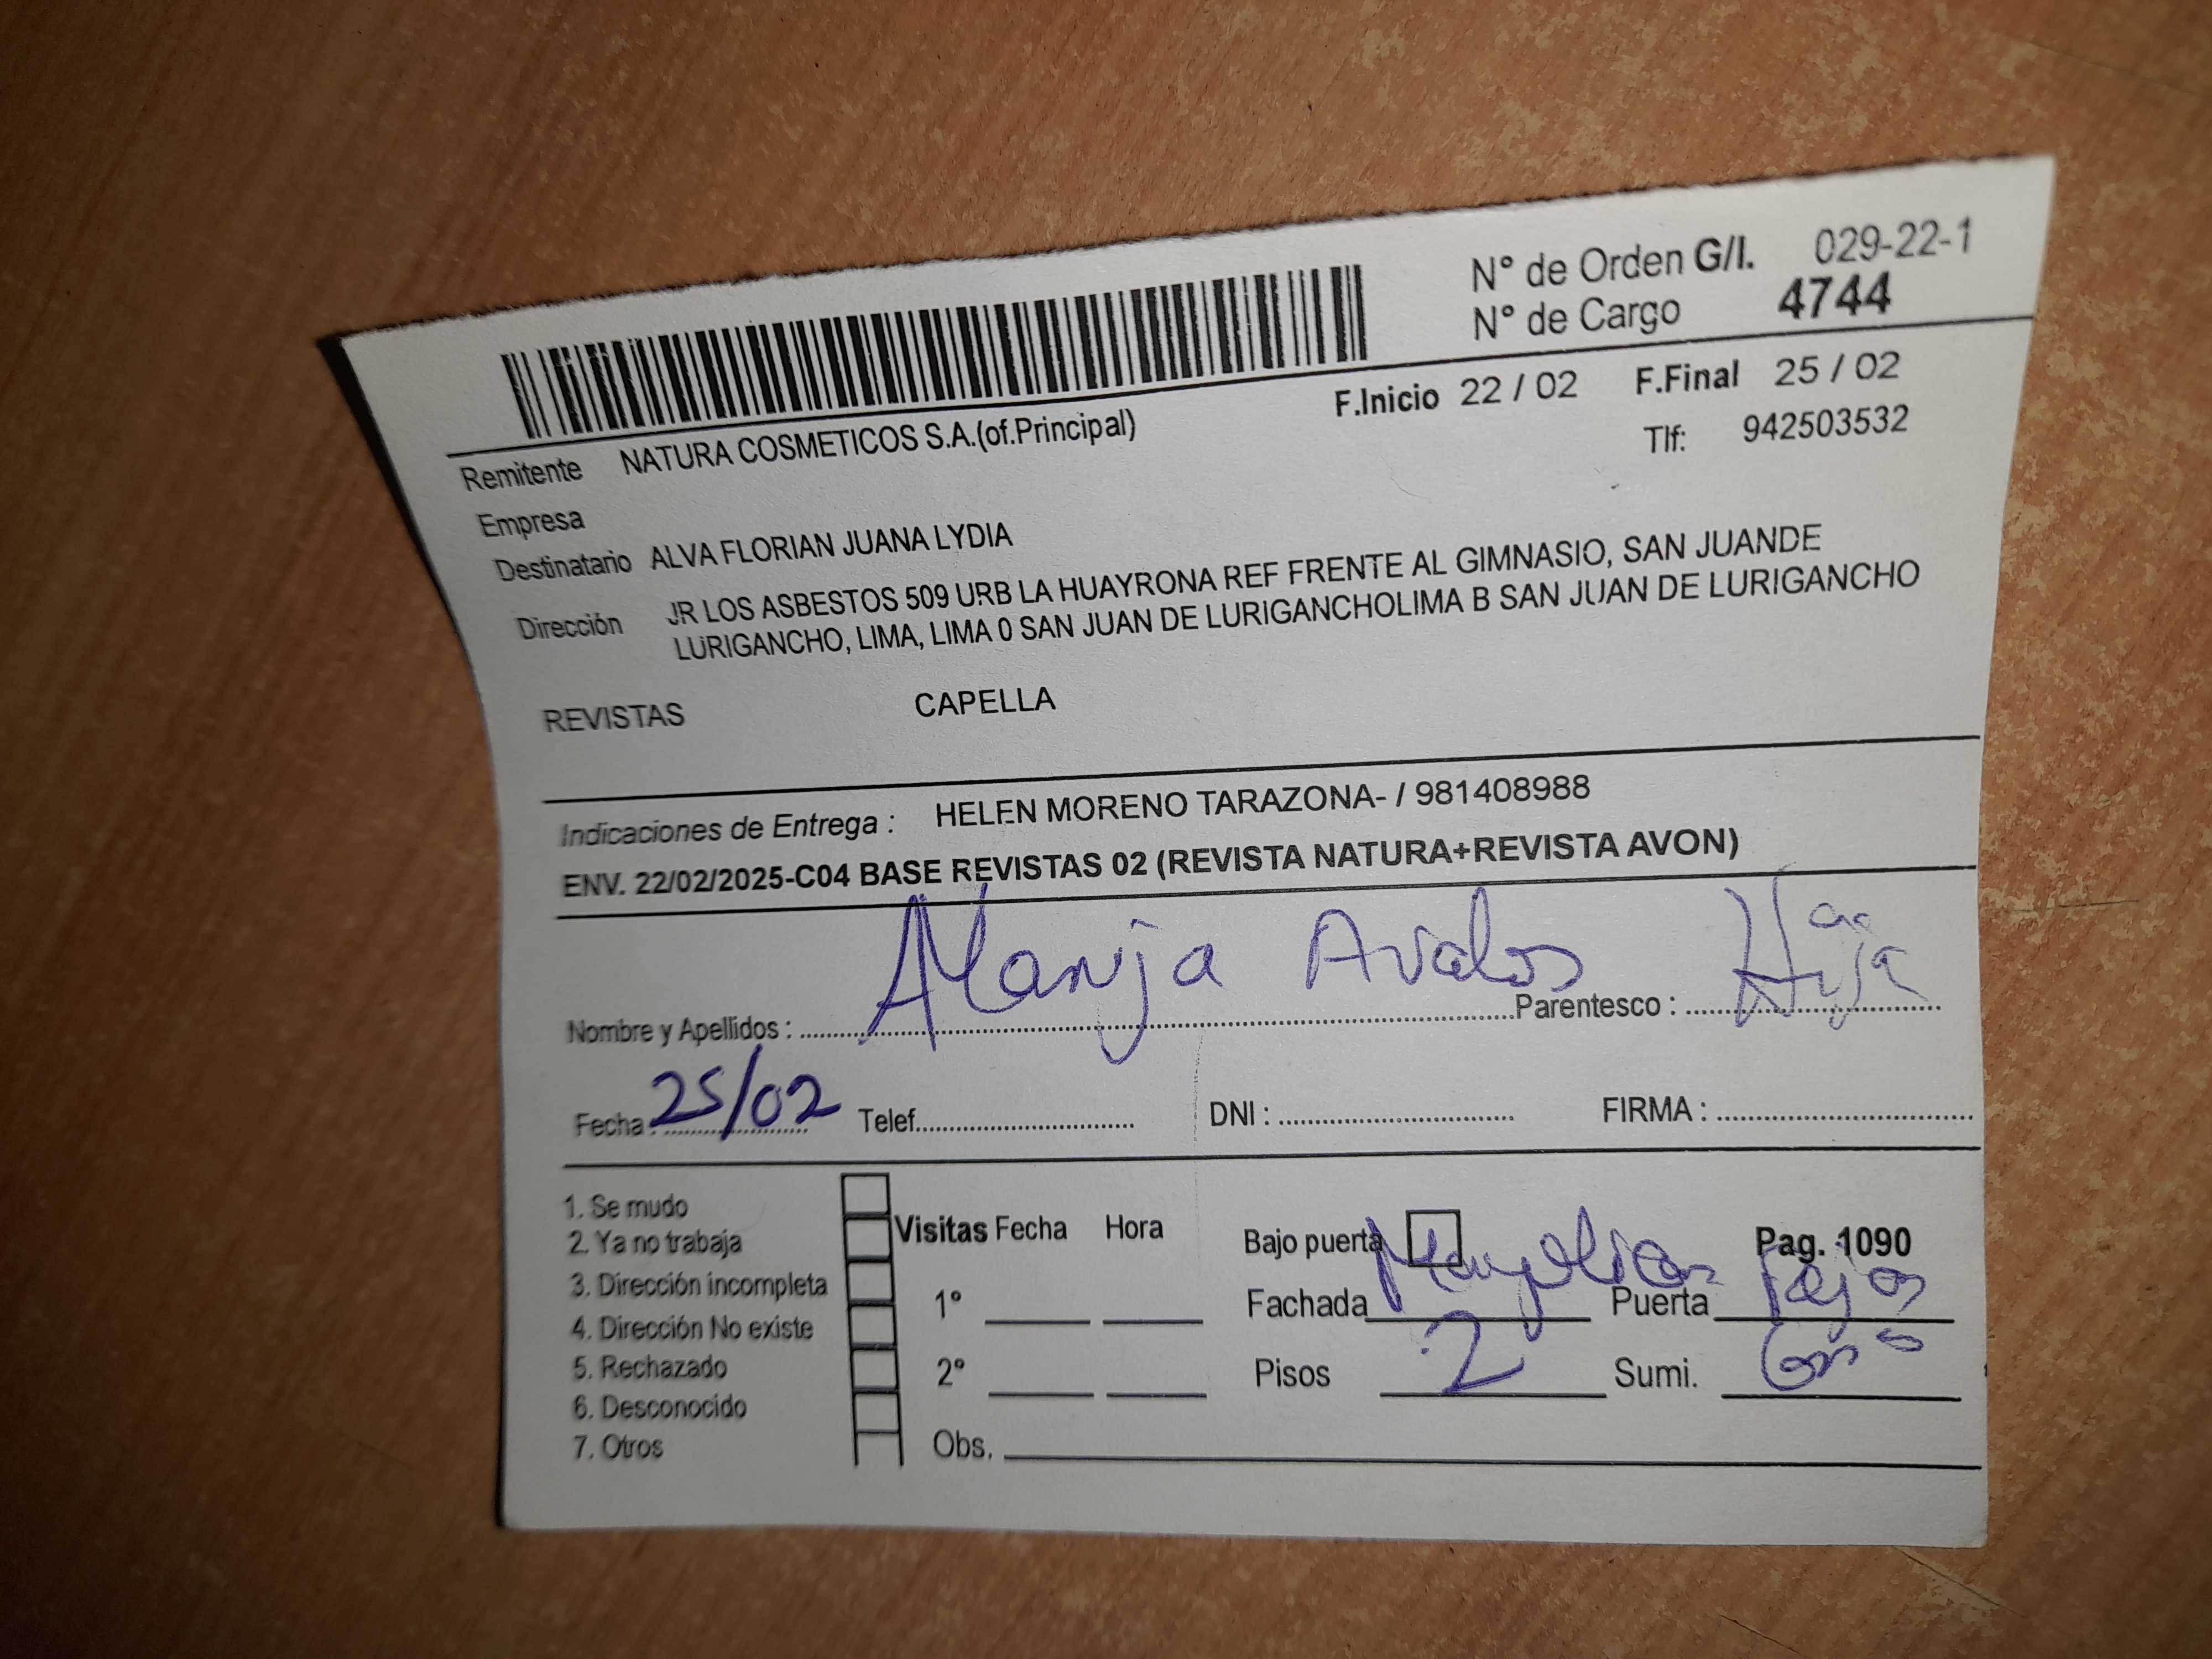 N° de Orden G/I. 029-22-1
N° de Cargo 4744
F.Inicio 22 / 02 F.Final 25 / 02
Remitente NATURA COSMETICOS S.A.(of.Principal) Tlf: 942503532
Empresa
Destinatario ALVA FLORIAN JUANA LYDIA
Dirección JR LOS ASBESTOS 509 URB LA HUAYRONA REF FRENTE AL GIMNASIO, SAN JUANDE
LURIGANCHO, LIMA, LIMA 0 SAN JUAN DE LURIGANCHOLIMA B SAN JUAN DE LURIGANCHO
REVISTAS CAPELLA
Indicaciones de Entrega : HELEN MORENO TARAZONA- / 981408988
ENV. 22/02/2025-C04 BASE REVISTAS 02 (REVISTA NATURA+REVISTA AVON)
Nombre y Apellidos : Avalos Parentesco : Hija
Fecha : 25/02 Telef. DNI : FIRMA :
1. Se mudo
2. Ya no trabaja
3. Dirección incompleta
4. Dirección No existe
5. Rechazado
6. Desconocido
7. Otros
Visitas Fecha Hora
1°
2°
Obs.
Bajo puerta Pag. 1090
Fachada Puerta
Pisos 2 Sumi.